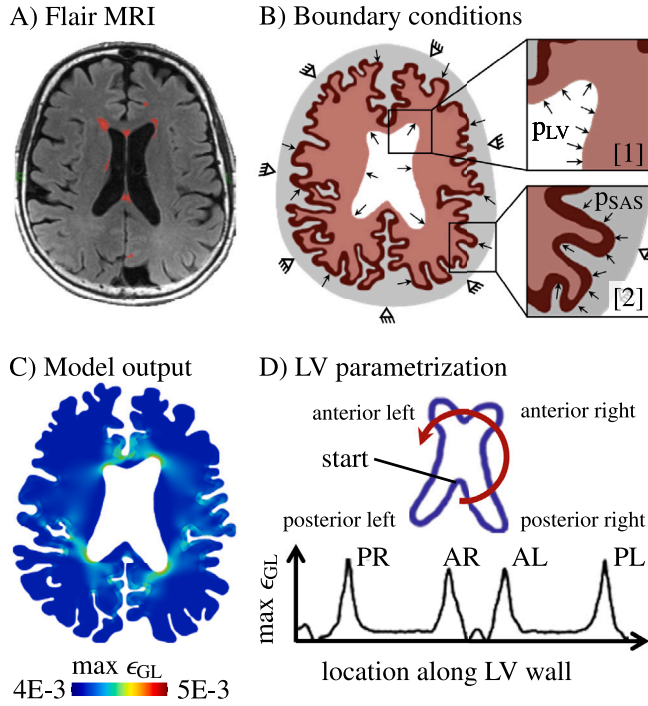 A) Flair MRI
B) Boundary conditions
pLV
[1]
pSAS
[2]
C) Model output
max ϵGL
4E-3
5E-3
D) LV parametrization
anterior left
anterior right
start
posterior left
posterior right
max ϵGL
PR
AR
AL
PL
location along LV wall